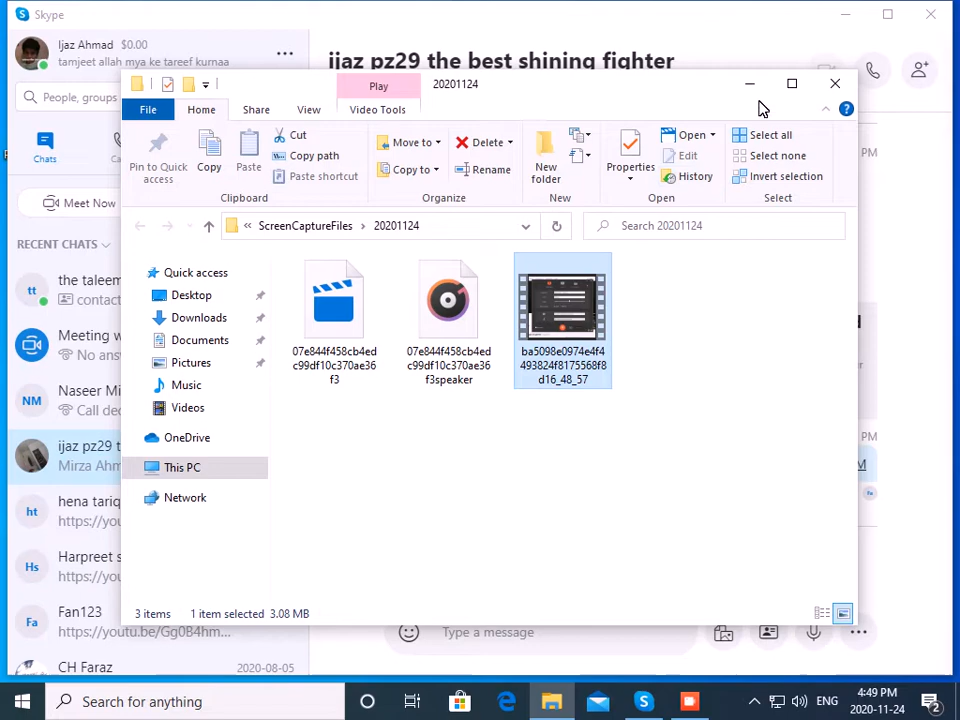 Skype
Ijaz Ahmad $0.00
tamjeet allah mya ke tareef kurnaa
ijaz pz29 the best shining fighter
People, groups
Chats
Meet Now
RECENT CHATS
tt
the taleem
contact
Meeting w
No ans
NM
Naseer Mi
Call dec
ijaz pz29 t
Mirza Ahm
ht
hena tariq
https://you
Hs
Harpreet s
https://you
Fa
Fan123
https://youtu.be/Gg0B4hm...
CH Faraz
2020-08-05
PM
d
PM
M
Fa
Type a message
Play
20201124
File
Home
Share
View
Video Tools
Pin to Quick access
Copy
Paste
Cut
Copy path
Paste shortcut
Clipboard
Move to
Copy to
Delete
Rename
Organize
New folder
New
Properties
Open
Edit
History
Open
Select all
Select none
Invert selection
Select
« ScreenCaptureFiles > 20201124
Search 20201124
Quick access
Desktop
Downloads
Documents
Pictures
Music
Videos
OneDrive
This PC
Network
07e844f458cb4ed
c99df10c370ae36
f3
07e844f458cb4ed
c99df10c370ae36
f3speaker
ba5098e0974e4f4
493824f8175568f8
d16_48_57
3 items 1 item selected 3.08 MB
Search for anything
ENG
4:49 PM
2020-11-24
2